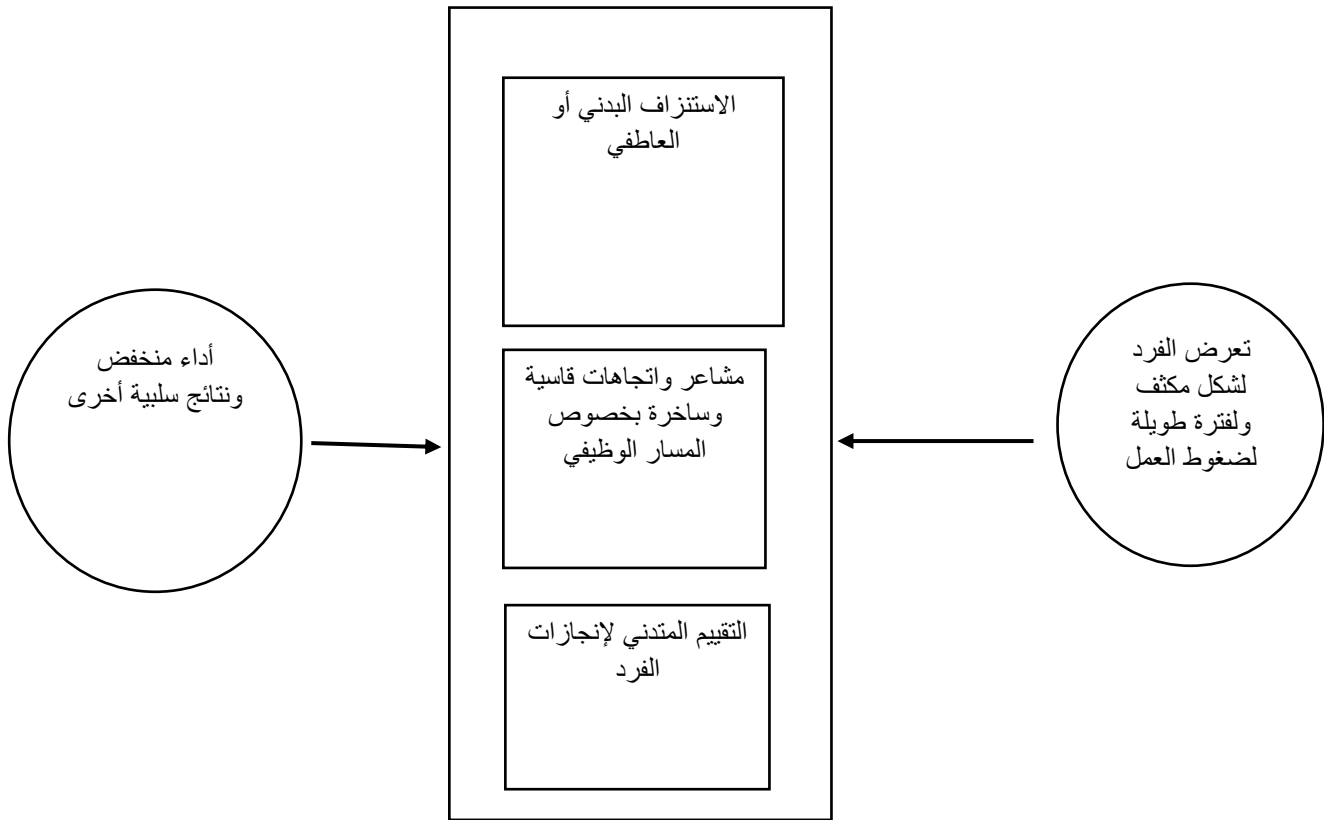 تعرض الفرد
لشكل مكثف
ولفترة طويلة
لضغوط العمل
الاستنزاف البدني أو
العاطفي
مشاعر واتجاهات قاسية
وساخرة بخصوص
المسار الوظيفي
التقييم المتدني لإنجازات
الفرد
أداء منخفض
ونتائج سلبية أخرى